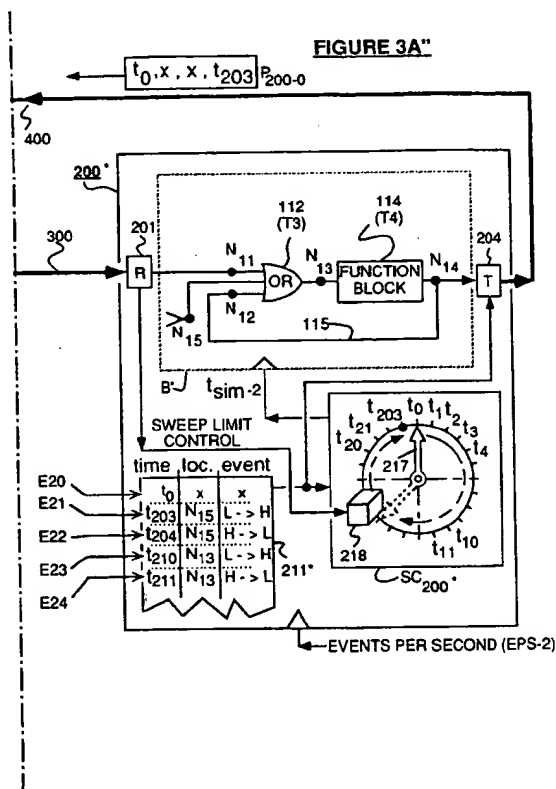 FIGURE 3A"
t0, x, x, t203 P200-0
400
200*
201
112
(T3)
114
(T4)
204
300
R
N11
OR
N13
FUNCTION
BLOCK
N14
T
N12
N15
115
B"
tsim-2
SWEEP LIMIT
CONTROL
t203 t0 t1 t2
t21 t3
t20 t4
217
time loc. event
E20 t0 x x
E21 t203 N15 L -> H
E22 t204 N15 H -> L
E23 t210 N13 L -> H
E24 t211 N13 H -> L
211*
218
t11 t10
SC200*
EVENTS PER SECOND (EPS-2)